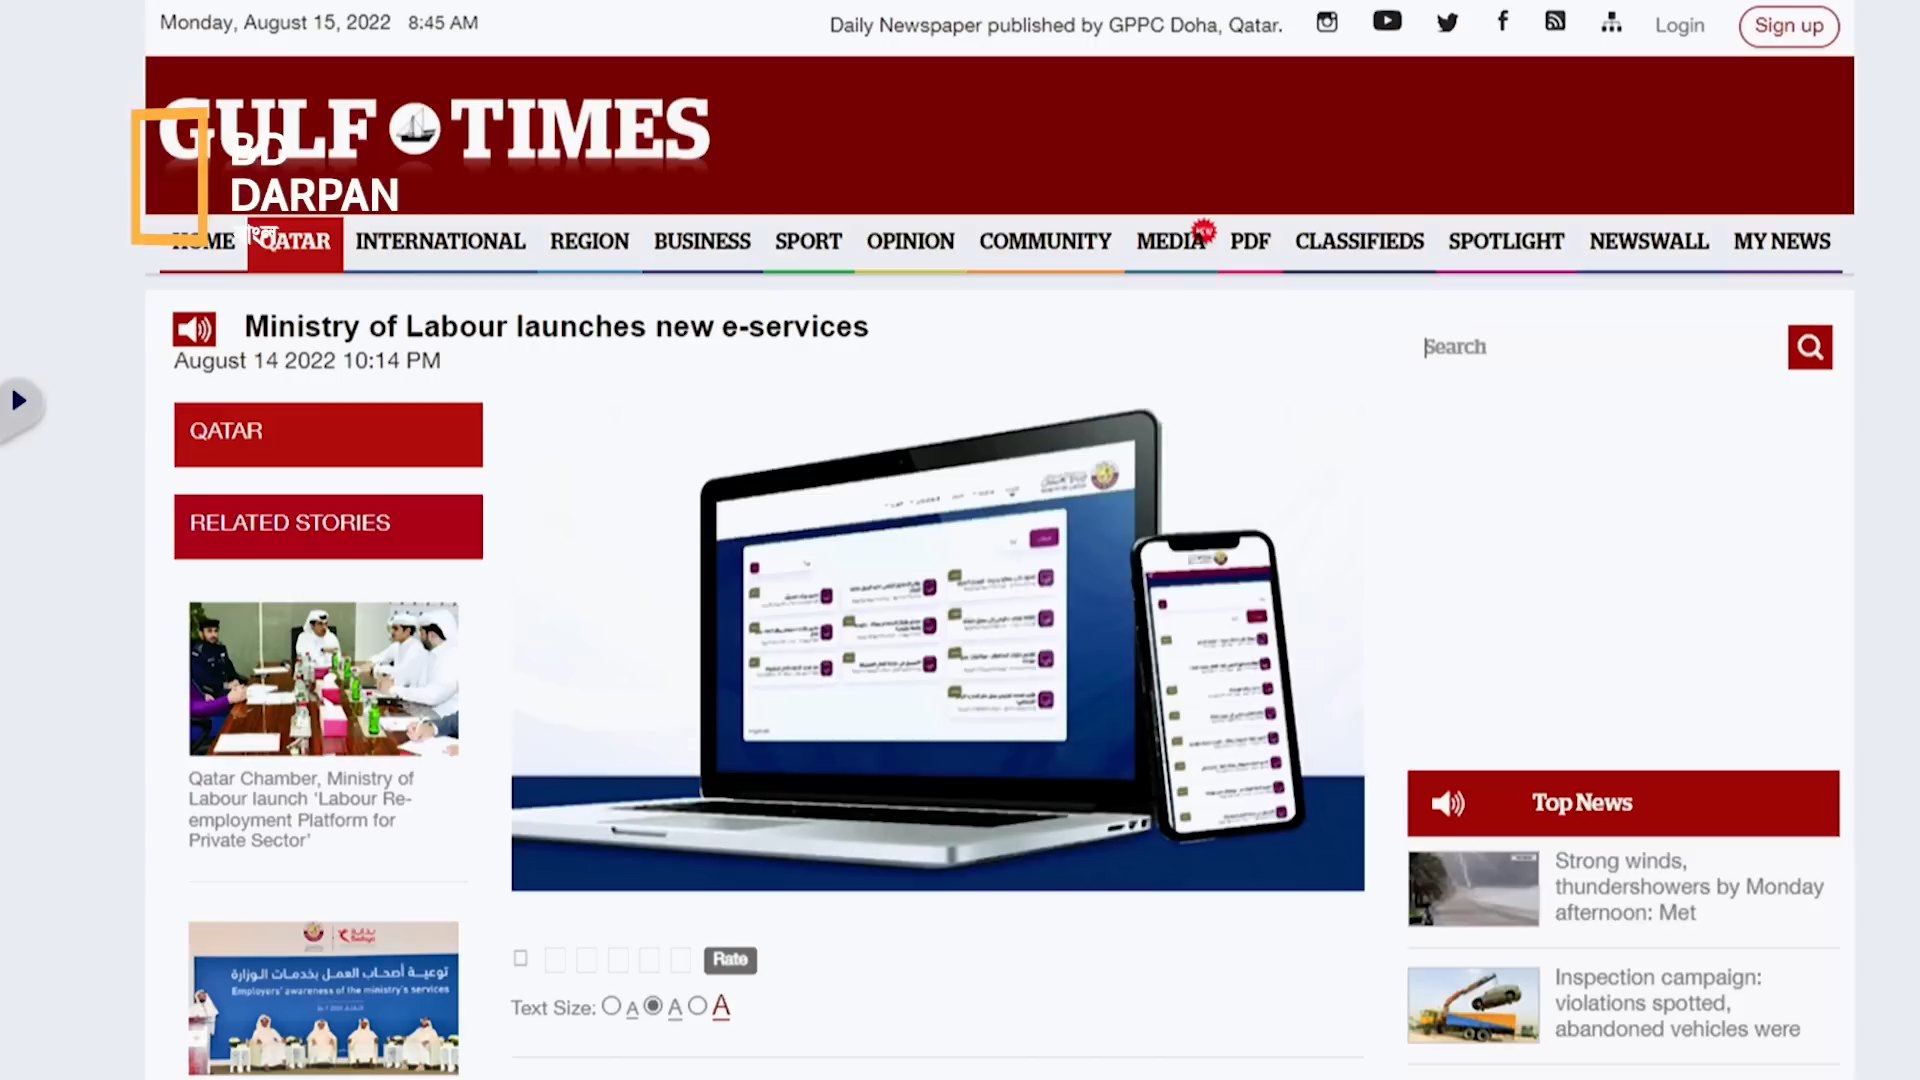 Monday, August 15, 2022 8:45 AM
Daily Newspaper published by GPPC Doha, Qatar.
Login
Sign up
GULF TIMES
BD
DARPAN
বাংলা
HOME QATAR INTERNATIONAL REGION BUSINESS SPORT OPINION COMMUNITY MEDIA TV PDF CLASSIFIEDS SPOTLIGHT NEWSWALL MY NEWS
Ministry of Labour launches new e-services
August 14 2022 10:14 PM
Search
QATAR
RELATED STORIES
Qatar Chamber, Ministry of
Labour launch ‘Labour Re-
employment Platform for
Private Sector’
توعية أصحاب العمل بخدمات الوزارة
Employers' awareness of the ministry's services
Rate
Text Size: A A A
Top News
Strong winds,
thundershowers by Monday
afternoon: Met
Inspection campaign:
violations spotted,
abandoned vehicles were